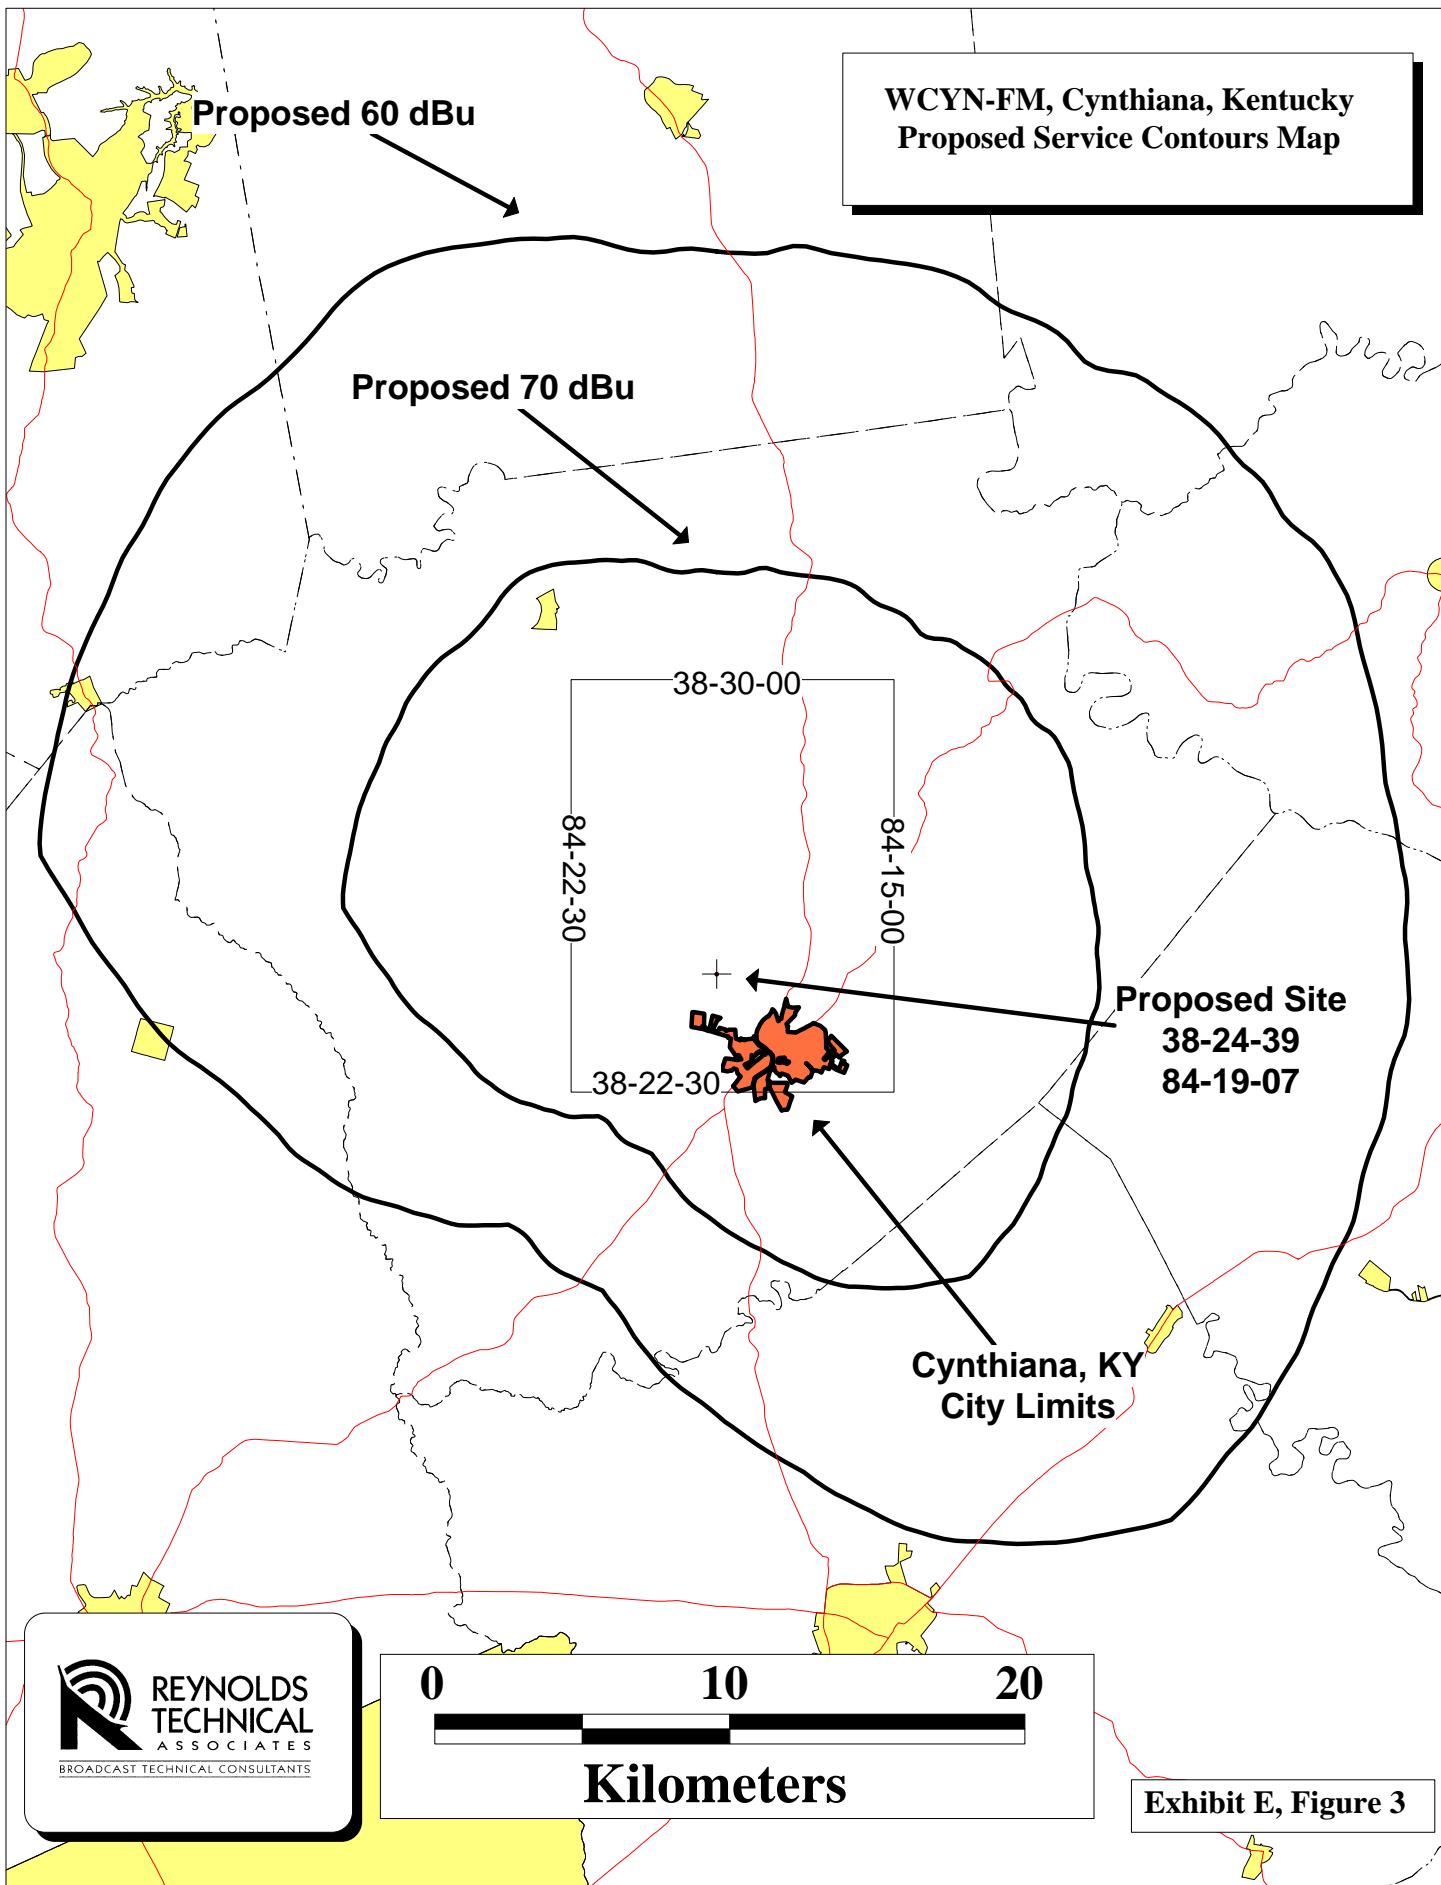 WCYN-FM, Cynthiana, Kentucky
Proposed Service Contours Map
Proposed 60 dBu
Proposed 70 dBu
38-30-00
84-22-30
84-15-00
38-22-30
Proposed Site
38-24-39
84-19-07
Cynthiana, KY
City Limits
REYNOLDS
TECHNICAL
ASSOCIATES
BROADCAST TECHNICAL CONSULTANTS
0 10 20
Kilometers
Exhibit E, Figure 3